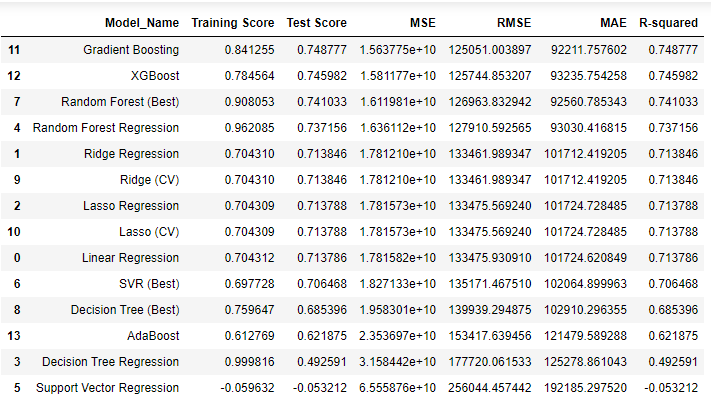 Model_Name Training Score Test Score MSE RMSE MAE R-squared
11 Gradient Boosting 0.841255 0.748777 1.563775e+10 125051.003897 92211.757602 0.748777
12 XGBoost 0.784564 0.745982 1.581177e+10 125744.853207 93235.754258 0.745982
7 Random Forest (Best) 0.908053 0.741033 1.611981e+10 126963.832942 92560.785343 0.741033
4 Random Forest Regression 0.962085 0.737156 1.636112e+10 127910.592565 93030.416815 0.737156
1 Ridge Regression 0.704310 0.713846 1.781210e+10 133461.989347 101712.419205 0.713846
9 Ridge (CV) 0.704310 0.713846 1.781210e+10 133461.989347 101712.419205 0.713846
2 Lasso Regression 0.704309 0.713788 1.781573e+10 133475.569240 101724.728485 0.713788
10 Lasso (CV) 0.704309 0.713788 1.781573e+10 133475.569240 101724.728485 0.713788
0 Linear Regression 0.704312 0.713786 1.781582e+10 133475.930910 101724.620849 0.713786
6 SVR (Best) 0.697728 0.706468 1.827133e+10 135171.467510 102064.899963 0.706468
8 Decision Tree (Best) 0.759647 0.685396 1.958301e+10 139939.294875 102910.296355 0.685396
13 AdaBoost 0.612769 0.621875 2.353697e+10 153417.639456 121479.589288 0.621875
3 Decision Tree Regression 0.999816 0.492591 3.158442e+10 177720.061533 125278.861043 0.492591
5 Support Vector Regression -0.059632 -0.053212 6.555876e+10 256044.457442 192185.297520 -0.053212